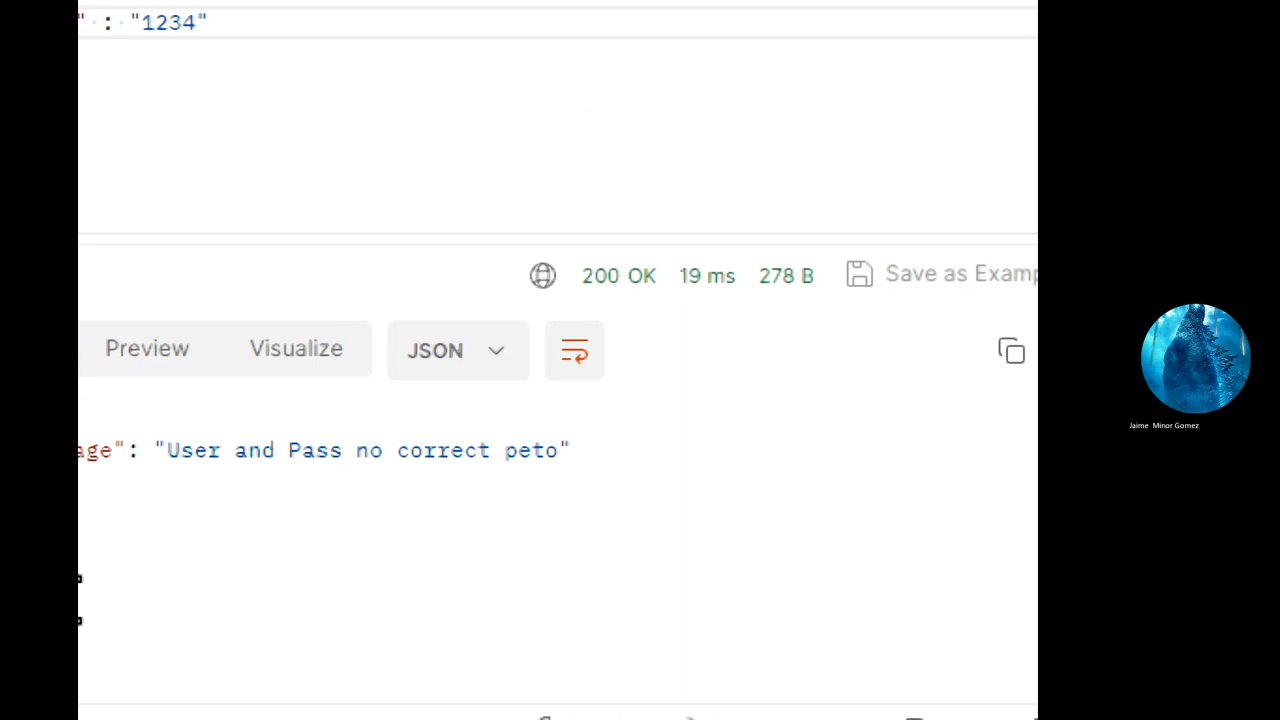 " : "1234"
200 OK 19 ms 278 B Save as Examp
Preview Visualize JSON
age": "User and Pass no correct peto"
Jaime Minor Gomez